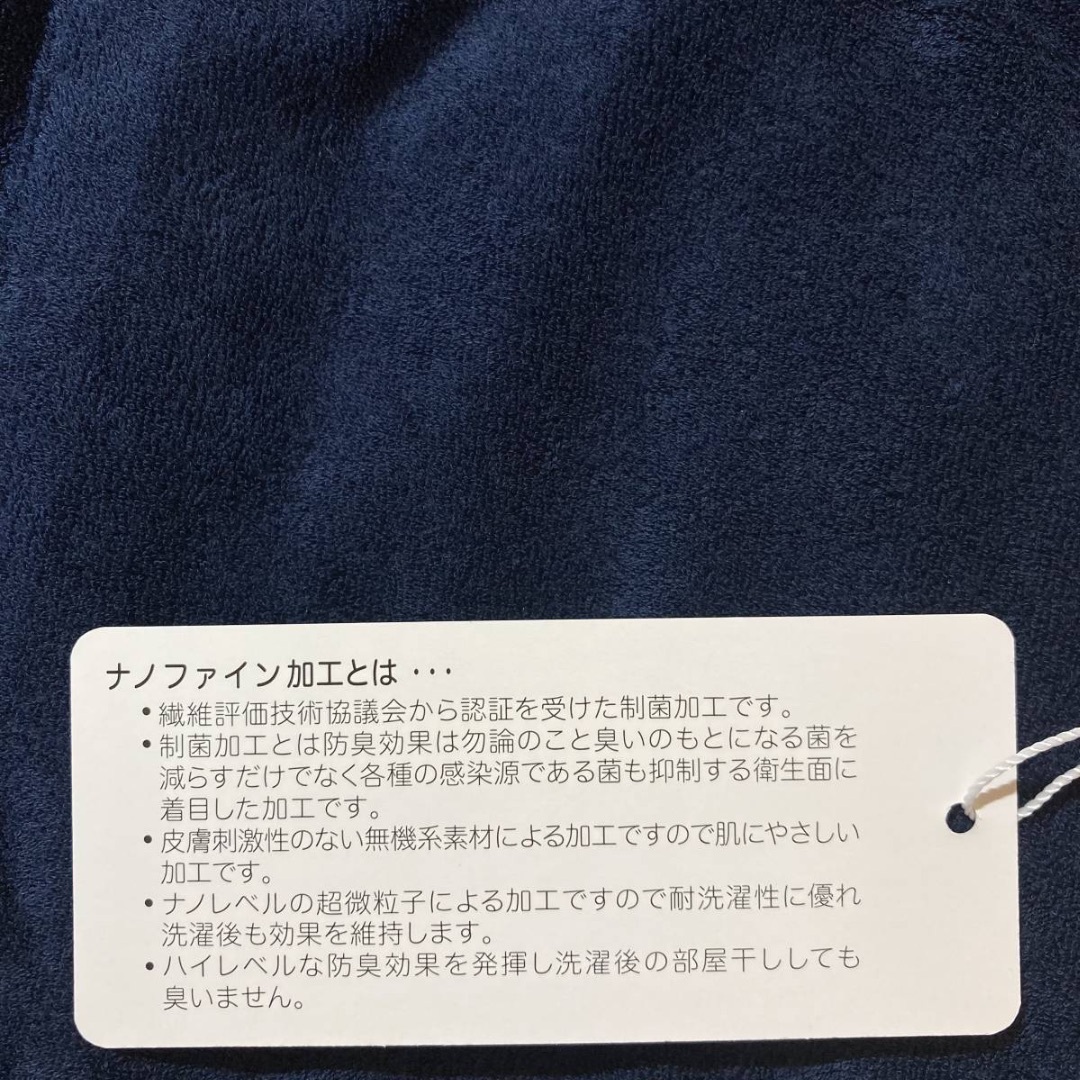 ナノファイン加工とは・・・
•繊維評価技術協議会から認証を受けた制菌加工です。
•制菌加工とは防臭効果は勿論のこと臭いのもとになる菌を
減らすだけでなく各種の感染源である菌も抑制する衛生面に
着目した加工です。
•皮膚刺激性のない無機系素材による加工ですので肌にやさしい
加工です。
•ナノレベルの超微粒子による加工ですので耐洗濯性に優れ
洗濯後も効果を維持します。
•ハイレベルな防臭効果を発揮し洗濯後の部屋干ししても
臭いません。